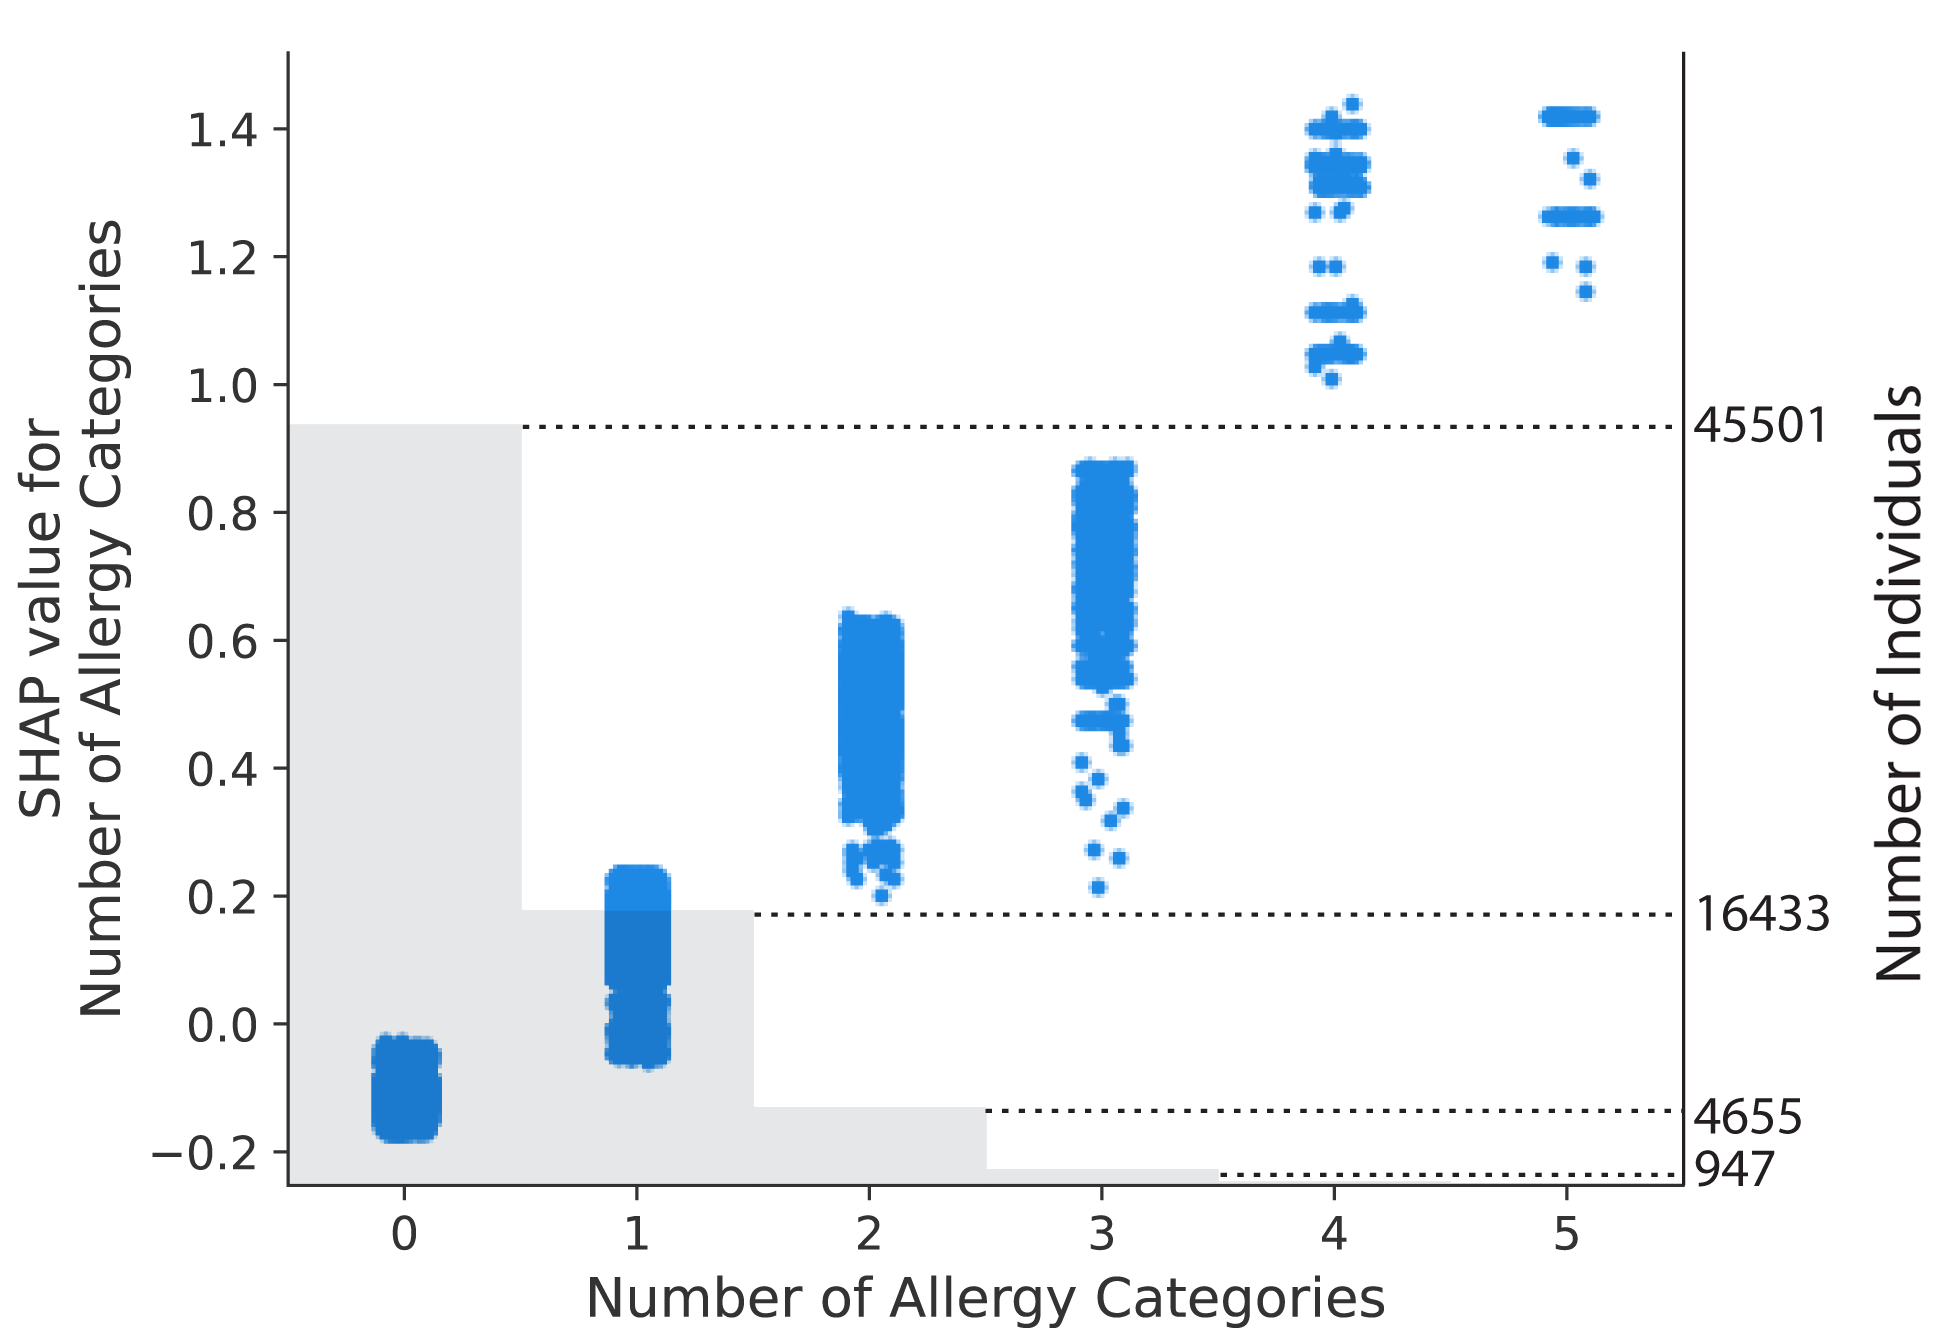 SHAP value for
Number of Allergy Categories
1.4
1.2
1.0
0.8
0.6
0.4
0.2
0.0
−0.2
45501
16433
4655
947
Number of Individuals
0 1 2 3 4 5
Number of Allergy Categories